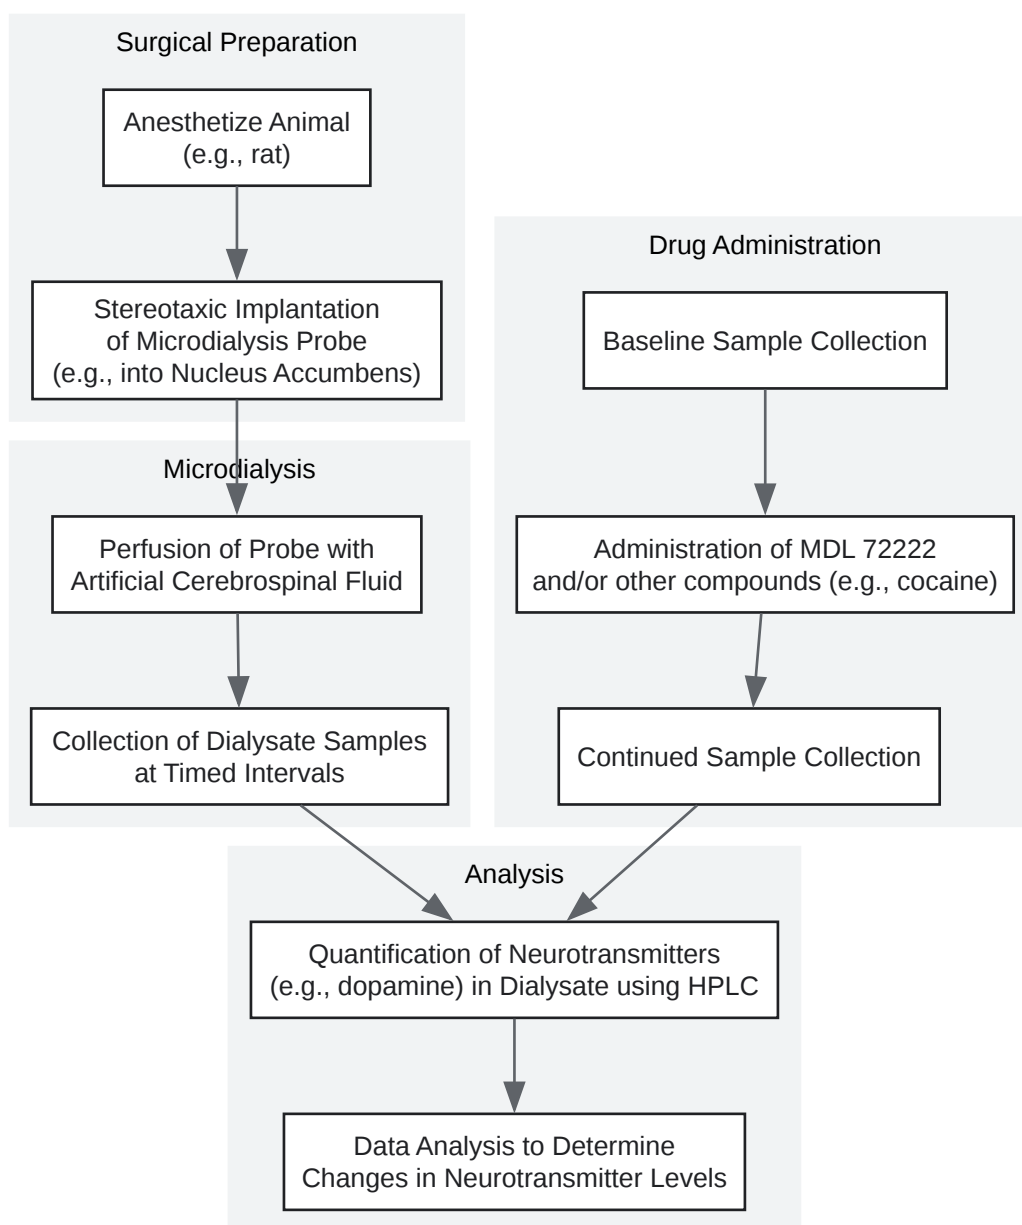 Surgical Preparation
Anesthetize Animal
(e.g., rat)
Stereotaxic Implantation
of Microdialysis Probe
(e.g., into Nucleus Accumbens)
Microdialysis
Perfusion of Probe with
Artificial Cerebrospinal Fluid
Collection of Dialysate Samples
at Timed Intervals
Drug Administration
Baseline Sample Collection
Administration of MDL 72222
and/or other compounds (e.g., cocaine)
Continued Sample Collection
Analysis
Quantification of Neurotransmitters
(e.g., dopamine) in Dialysate using HPLC
Data Analysis to Determine
Changes in Neurotransmitter Levels